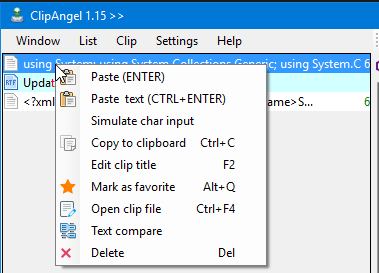 ClipAngel 1.15 >>
Window List Clip Settings Help
using System; using System.Collections.Generic; using System.C 6
RTF Updat
<?xml name>S... 6
Paste (ENTER)
Paste text (CTRL+ENTER)
Simulate char input
Copy to clipboard Ctrl+C
Edit clip title F2
Mark as favorite Alt+Q
Open clip file Ctrl+F4
Text compare
Delete Del